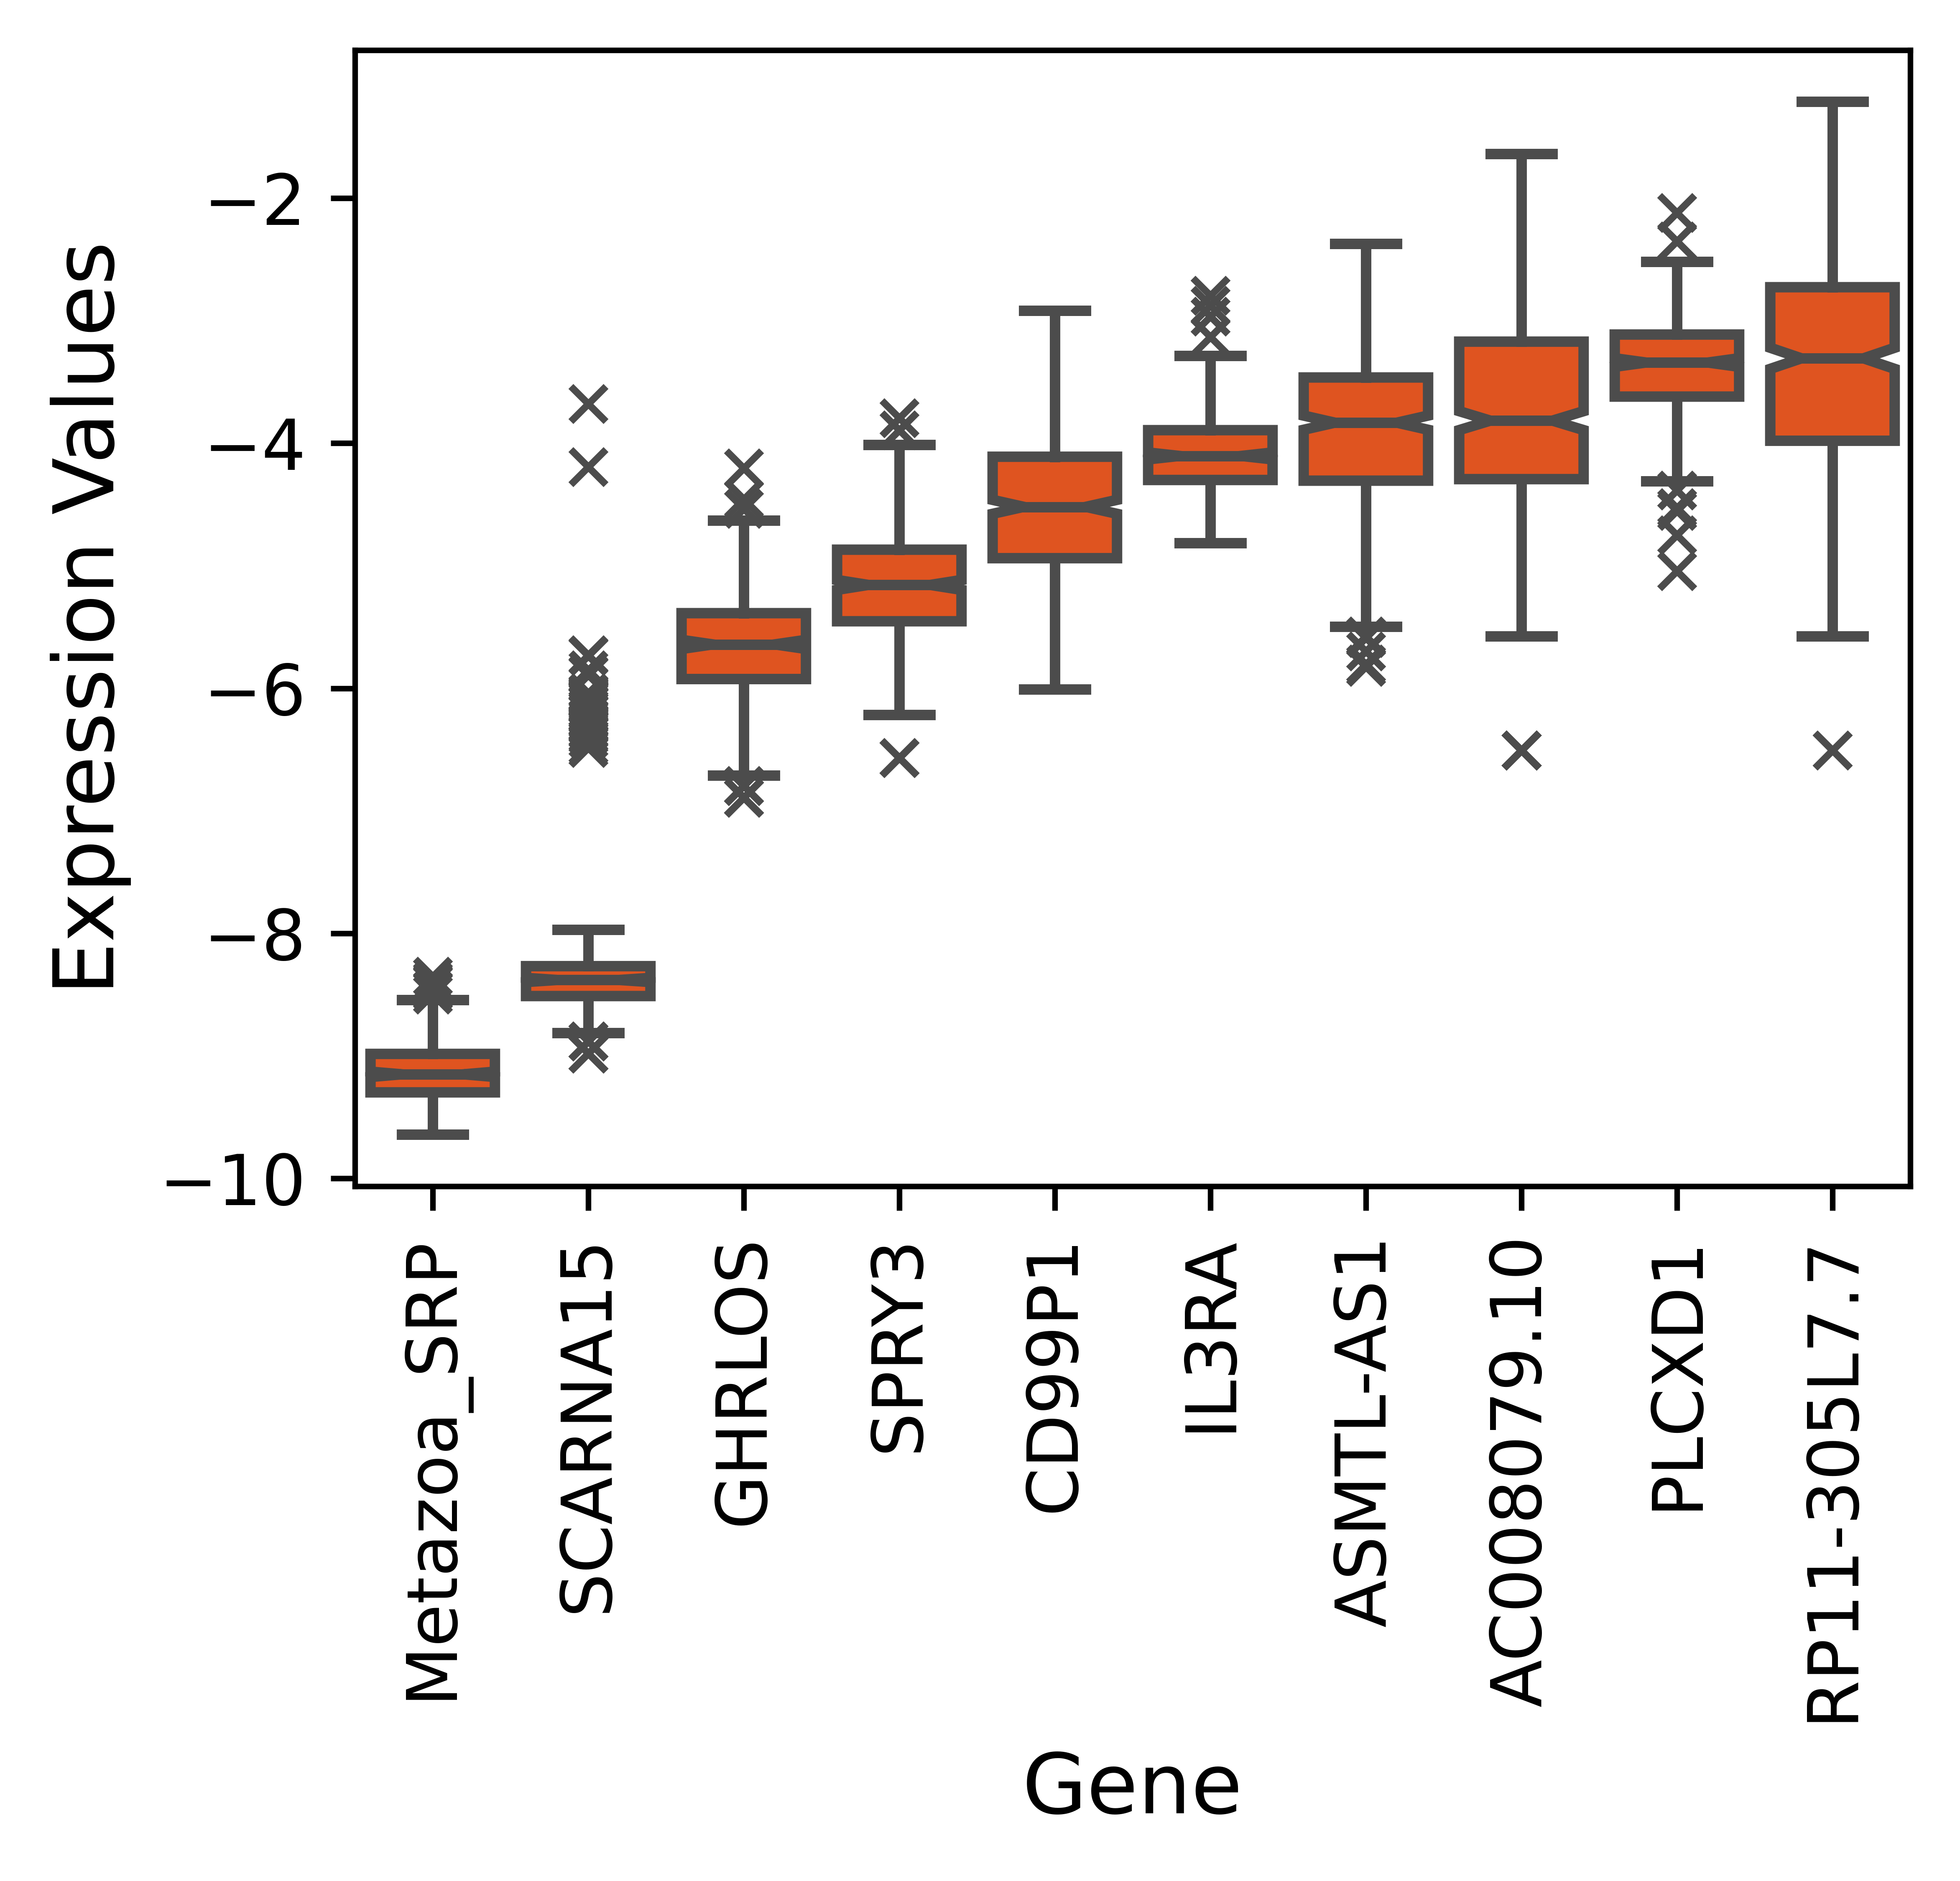 Expression Values
−2
−4
−6
−8
−10
Metazoa_SRP
SCARNA15
GHRLOS
SPRY3
CD99P1
IL3RA
ASMTL-AS1
AC008079.10
PLCXD1
RP11-305L7.7
Gene